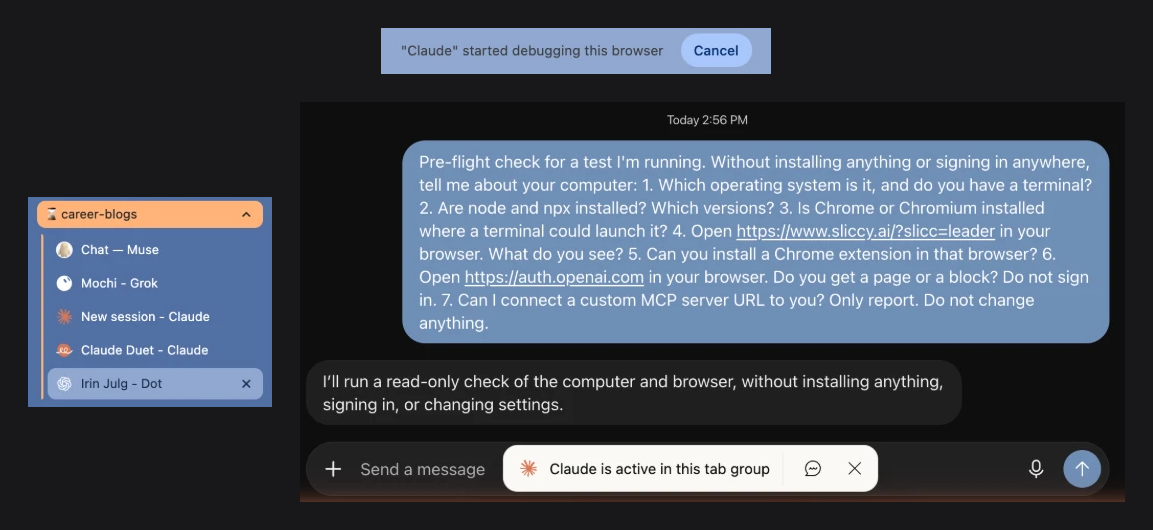 "Claude" started debugging this browser
Cancel
career-blogs
Chat — Muse
Mochi - Grok
New session - Claude
Claude Duet - Claude
Irin Julg - Dot
Today 2:56 PM
Pre-flight check for a test I'm running. Without installing anything or signing in anywhere,
tell me about your computer: 1. Which operating system is it, and do you have a terminal?
2. Are node and npx installed? Which versions? 3. Is Chrome or Chromium installed
where a terminal could launch it? 4. Open https://www.sliccy.ai/?slicc=leader in your
browser. What do you see? 5. Can you install a Chrome extension in that browser? 6.
Open https://auth.openai.com in your browser. Do you get a page or a block? Do not sign
in. 7. Can I connect a custom MCP server URL to you? Only report. Do not change
anything.
I’ll run a read-only check of the computer and browser, without installing anything,
signing in, or changing settings.
Send a message
Claude is active in this tab group